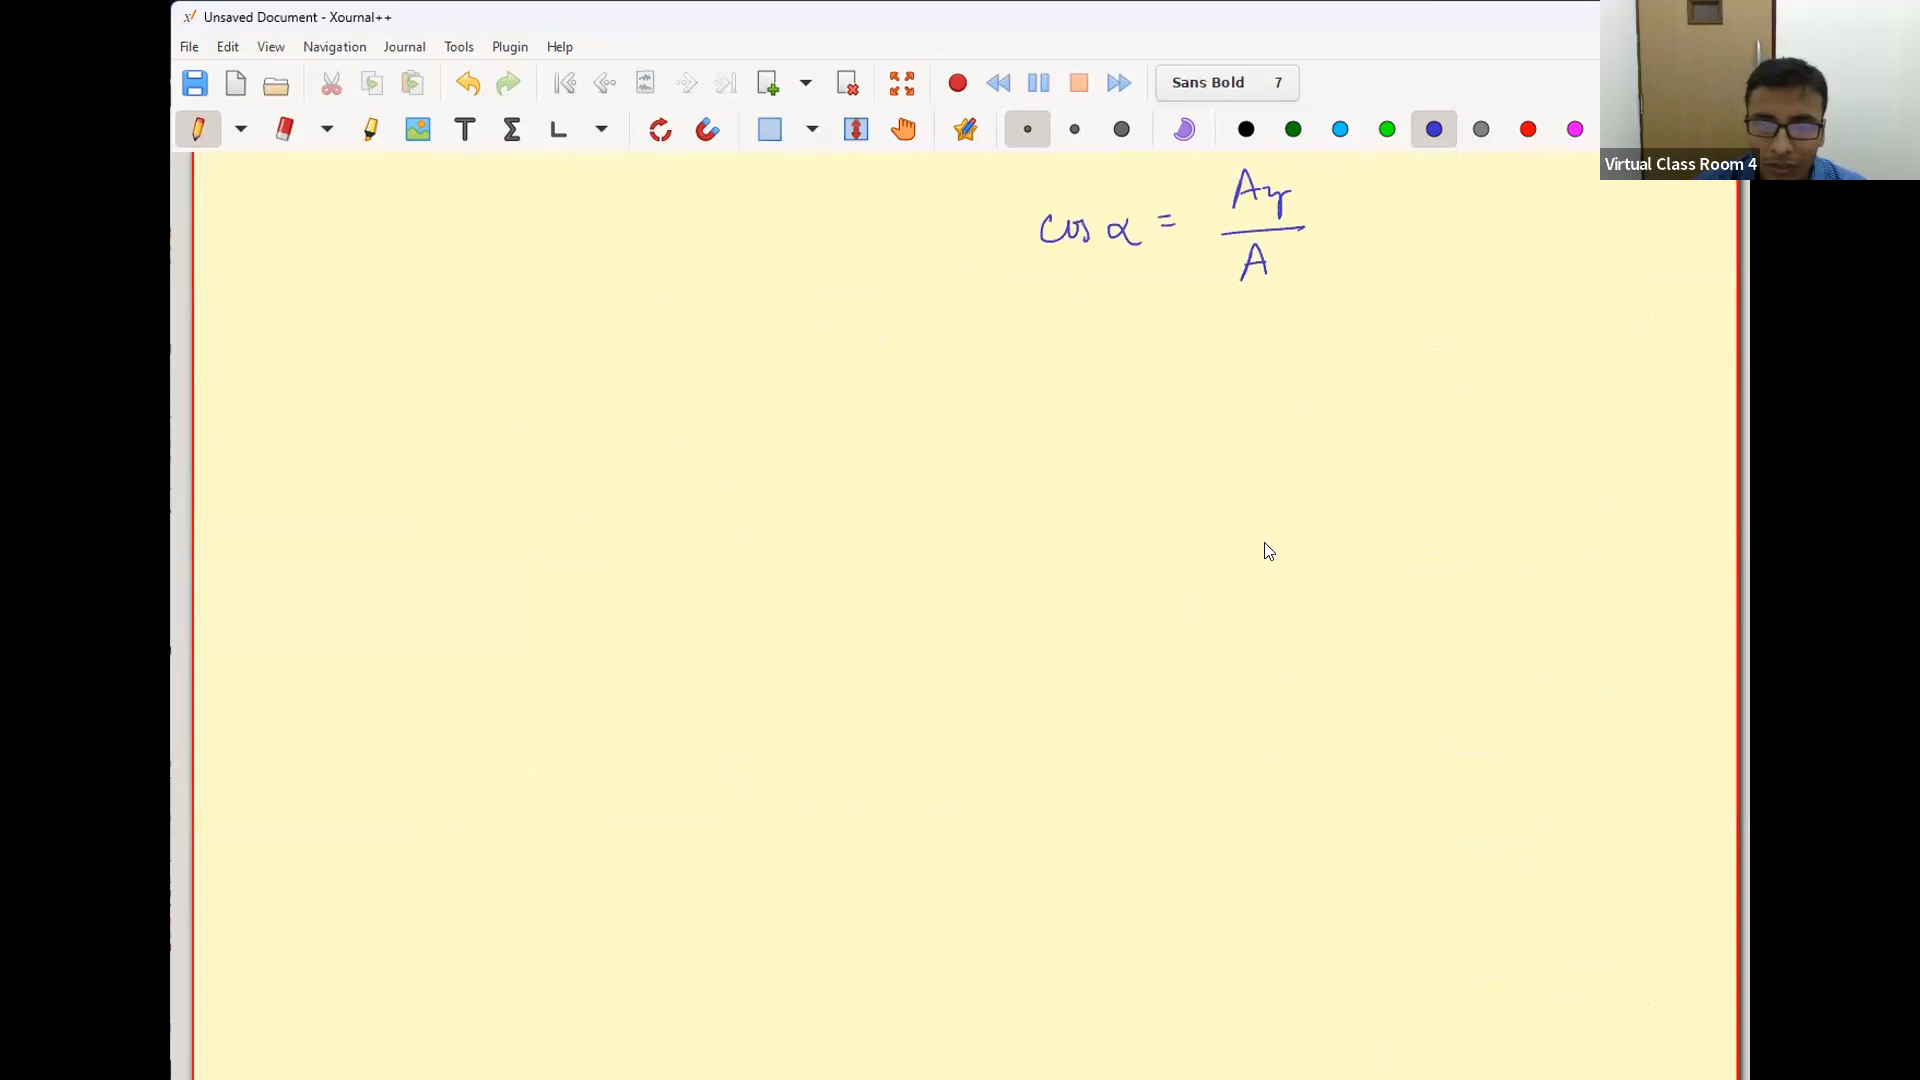 Unsaved Document - Xournal++
File Edit View Navigation Journal Tools Plugin Help
Sans Bold 7
Virtual Class Room 4
cos α = Ay
A